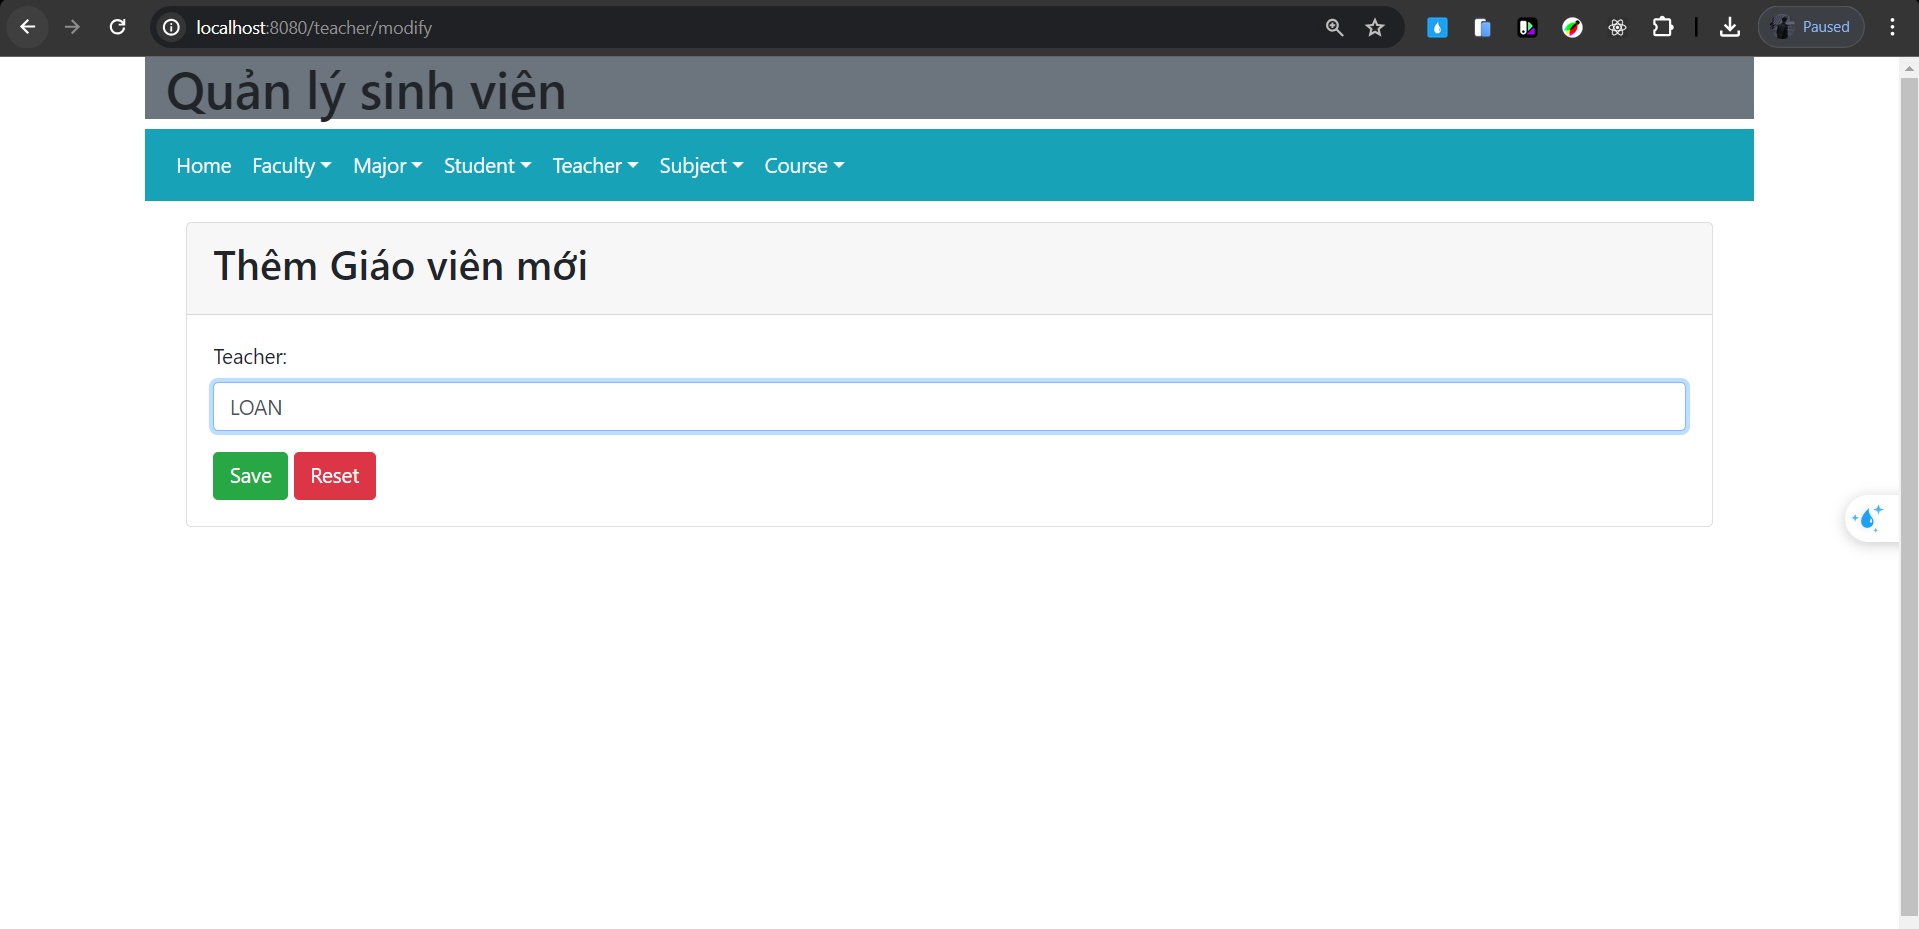 localhost:8080/teacher/modify
Paused
Quản lý sinh viên
Home Faculty Major Student Teacher Subject Course
Thêm Giáo viên mới
Teacher:
LOAN
Save Reset